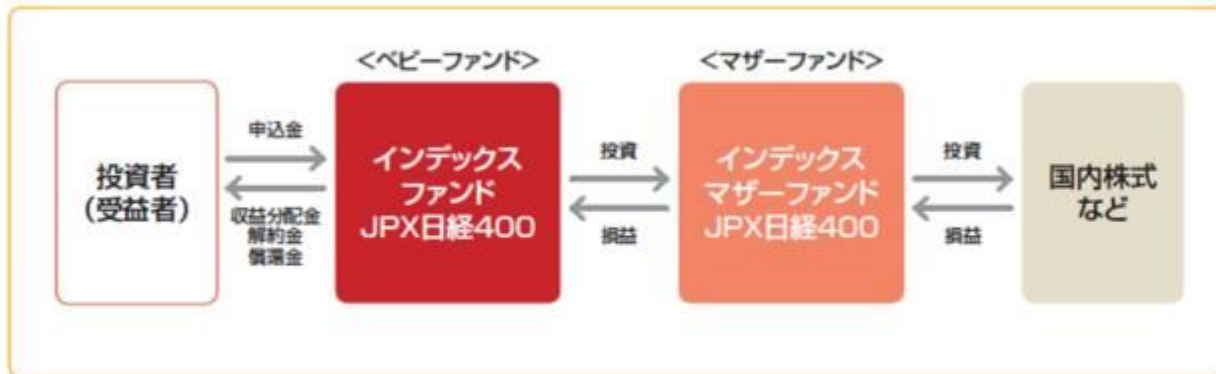 <ベビーファンド>
<マザーファンド>
投資者
(受益者)
申込金
収益分配金
解約金
償還金
インデックス
ファンド
JPX日経400
投資
損益
インデックス
マザーファンド
JPX日経400
投資
損益
国内株式
など